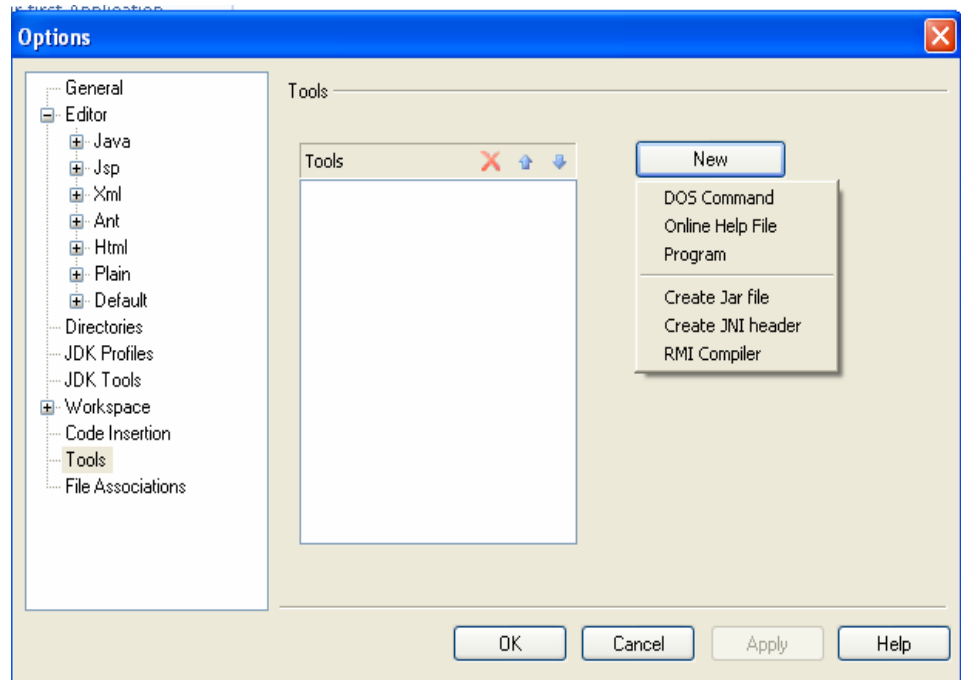 r first Application
Options
General
Tools
Editor
Java
Jsp
Xml
Ant
Html
Plain
Default
Directories
JDK Profiles
JDK Tools
Workspace
Code Insertion
Tools
File Associations
Tools
New
DOS Command
Online Help File
Program
Create Jar file
Create JNI header
RMI Compiler
OK Cancel Apply Help